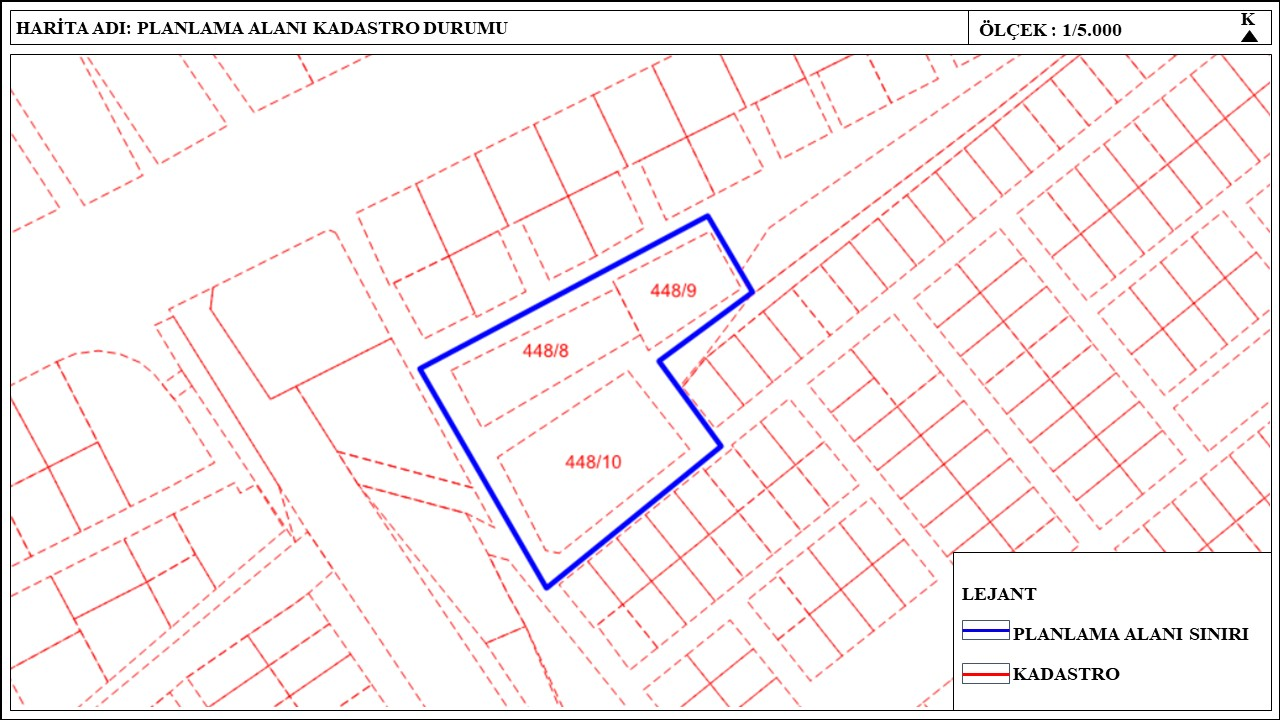 HARİTA ADI: PLANLAMA ALANI KADASTRO DURUMU
ÖLÇEK : 1/5.000
K
448/9
448/8
448/10
LEJANT
PLANLAMA ALANI SINIRI
KADASTRO